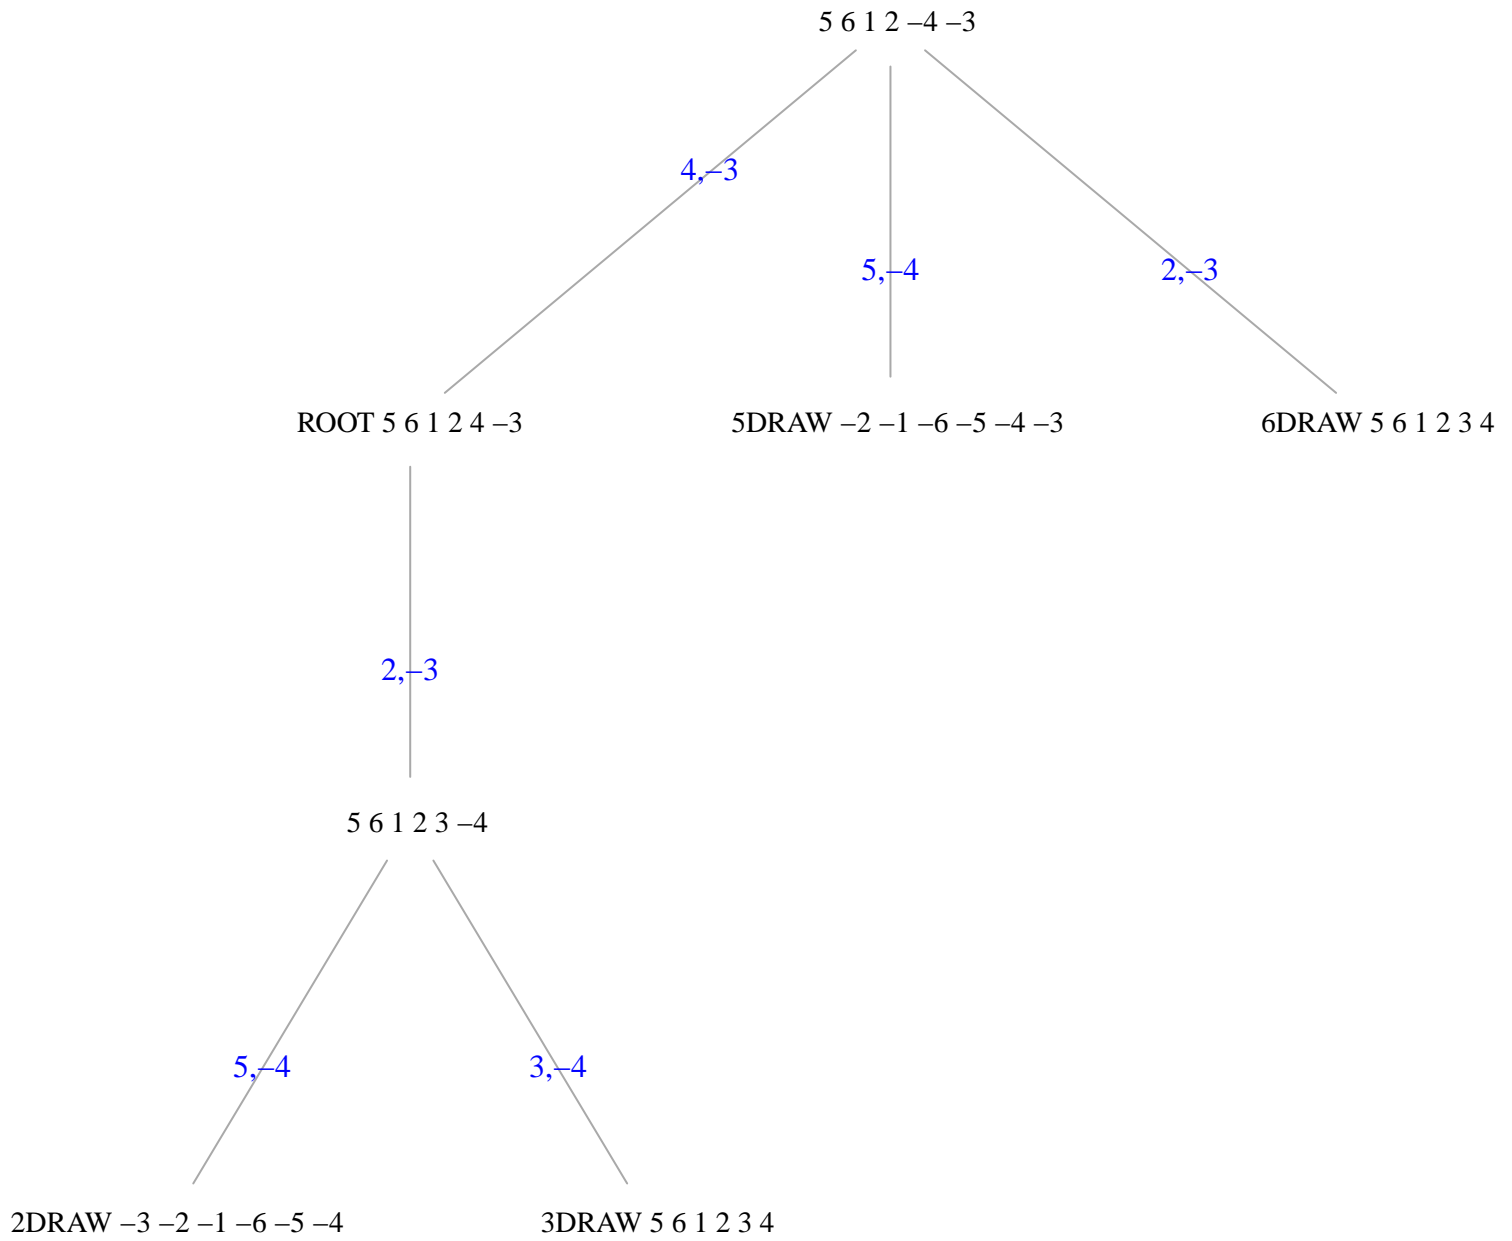 5 6 1 2 –4 –3
4,–3
5,–4
2,–3
ROOT 5 6 1 2 4 –3
5DRAW –2 –1 –6 –5 –4 –3
6DRAW 5 6 1 2 3 4
2,–3
5 6 1 2 3 –4
5,–4
3,–4
2DRAW –3 –2 –1 –6 –5 –4
3DRAW 5 6 1 2 3 4